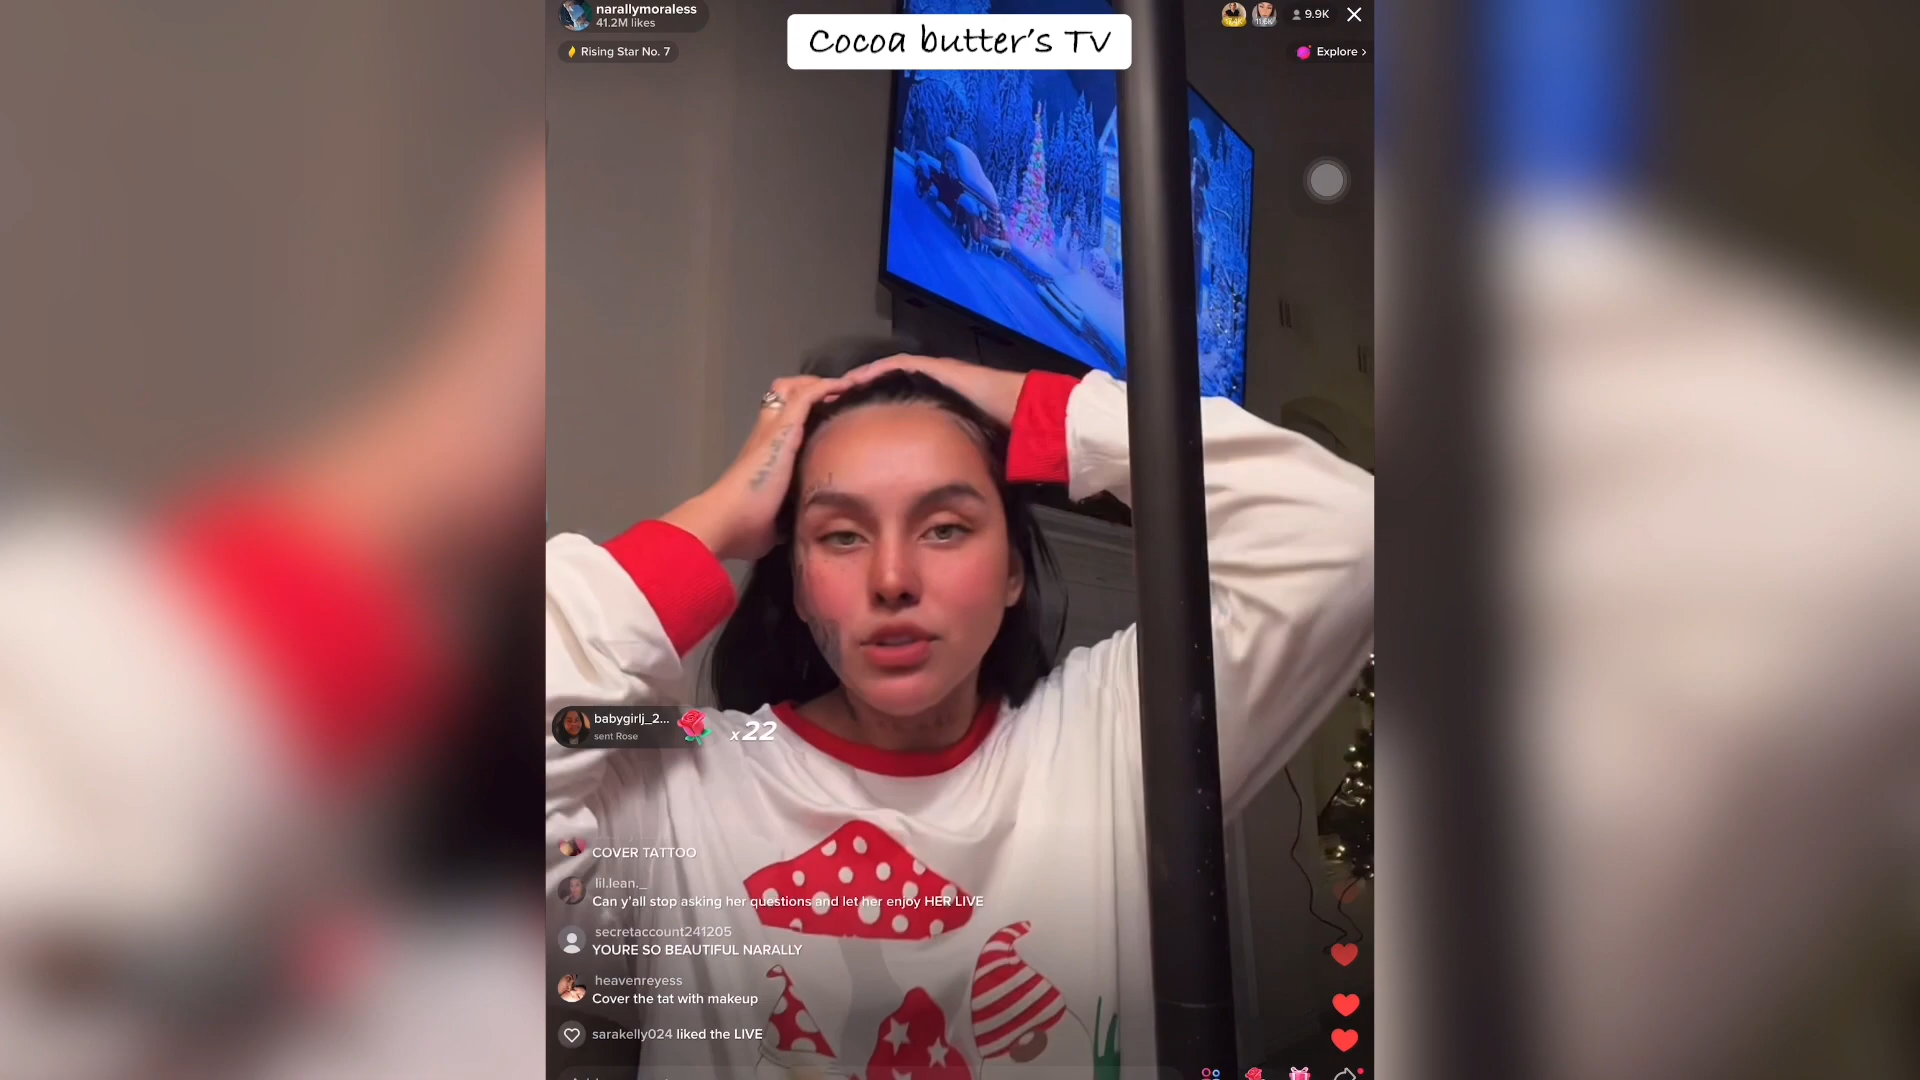 narallymoraless
41.2M likes
9.9K
Rising Star No. 7
Cocoa butter's TV
Explore >
babygirlj_2...
sent Rose
x22
COVER TATTOO
lil.lean._
Can y'all stop asking her questions and let her enjoy HER LIVE
secretaccount241205
YOURE SO BEAUTIFUL NARALLY
heavenreyess
Cover the tat with makeup
sarakelly024 liked the LIVE